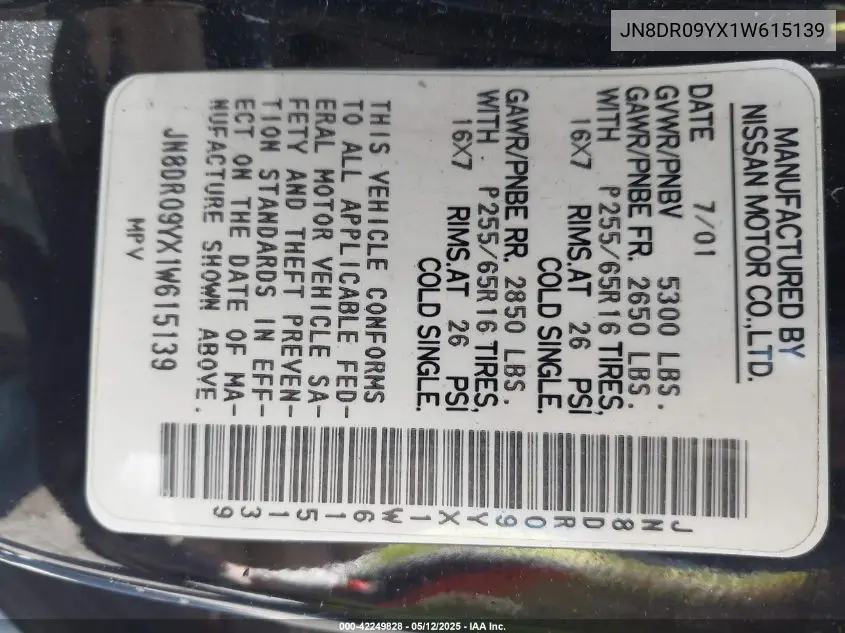 JN8DR09YX1W615139
MANUFACTURED BY
NISSAN MOTOR CO.,LTD.
DATE 7/01
GVWR/PNBV 5300 LBS.
GAWR/PNBE FR. 2650 LBS.
WITH P255/65R16 TIRES,
16X7 RIMS.AT 26 PSI
COLD SINGLE.
GAWR/PNBE RR. 2850 LBS.
WITH P255/65R16 TIRES,
16X7 RIMS.AT 26 PSI
COLD SINGLE.
THIS VEHICLE CONFORMS
TO ALL APPLICABLE FED-
ERAL MOTOR VEHICLE SA-
FETY AND THEFT PREVEN-
TION STANDARDS IN EFF-
ECT ON THE DATE OF MA-
NUFACTURE SHOWN ABOVE.
JN8DR09YX1W615139
MPV
JN8DR09YX1W615139
000-42249828 - 05/12/2025 - IAA Inc.